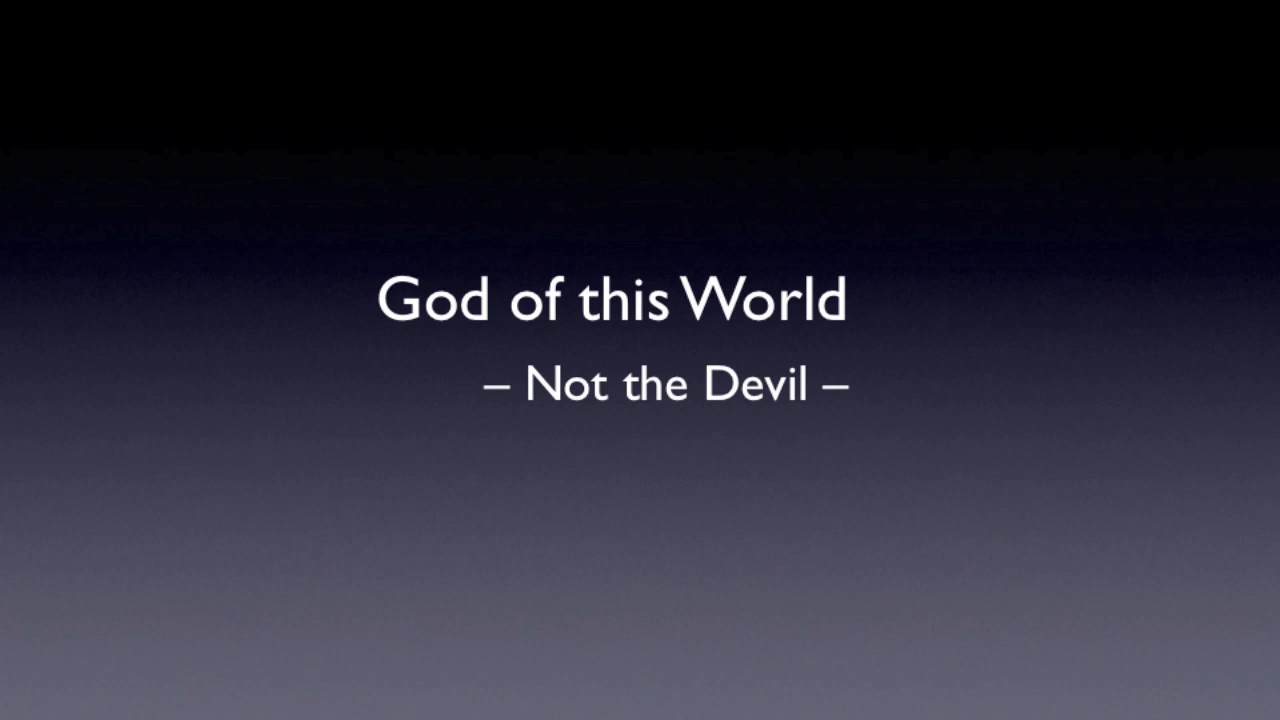 God of this World
– Not the Devil –